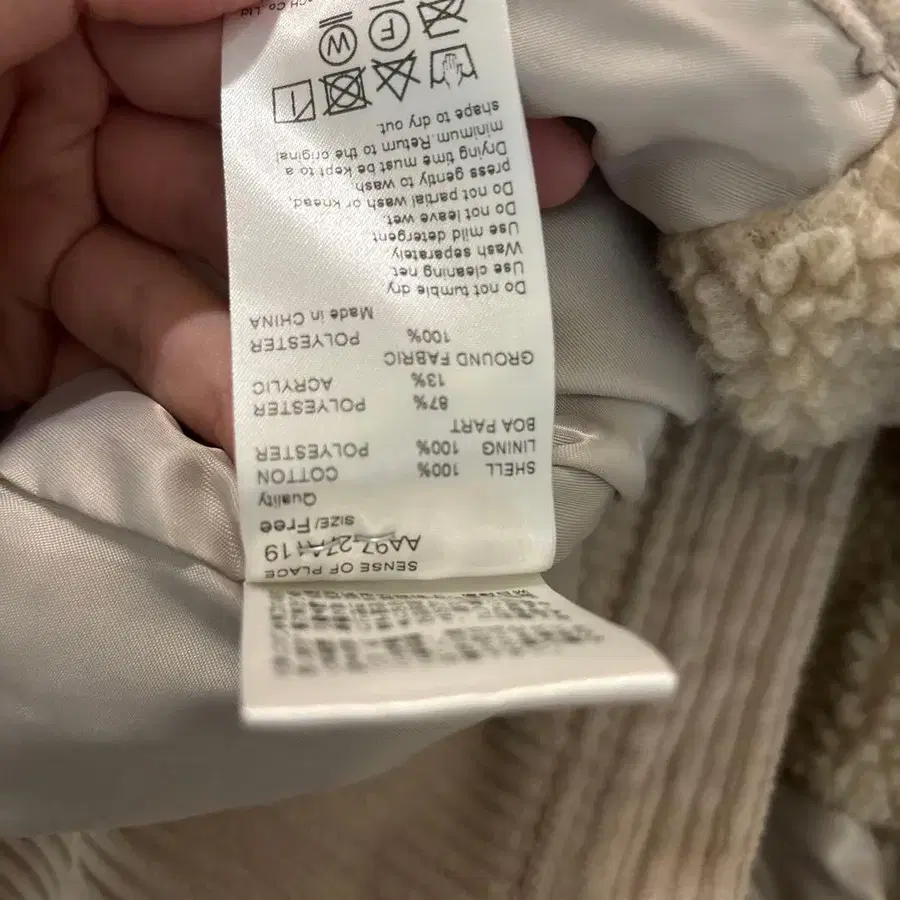 SENSE OF PLACE
SIZE/Free
Quality
SHELL 100% COTTON
LINING 100% POLYESTER
BOA PART
87% POLYESTER
13% ACRYLIC
GROUND FABRIC
100% POLYESTER
Made in CHINA
Do not tumble dry
Use cleaning net
Wash separately
Use mild detergent
Do not leave wet.
Do not partial wash or knead,
press gently to wash.
Drying time must be kept to a
minimum. Return to the original
shape to dry out.
W F
Co.,Ltd